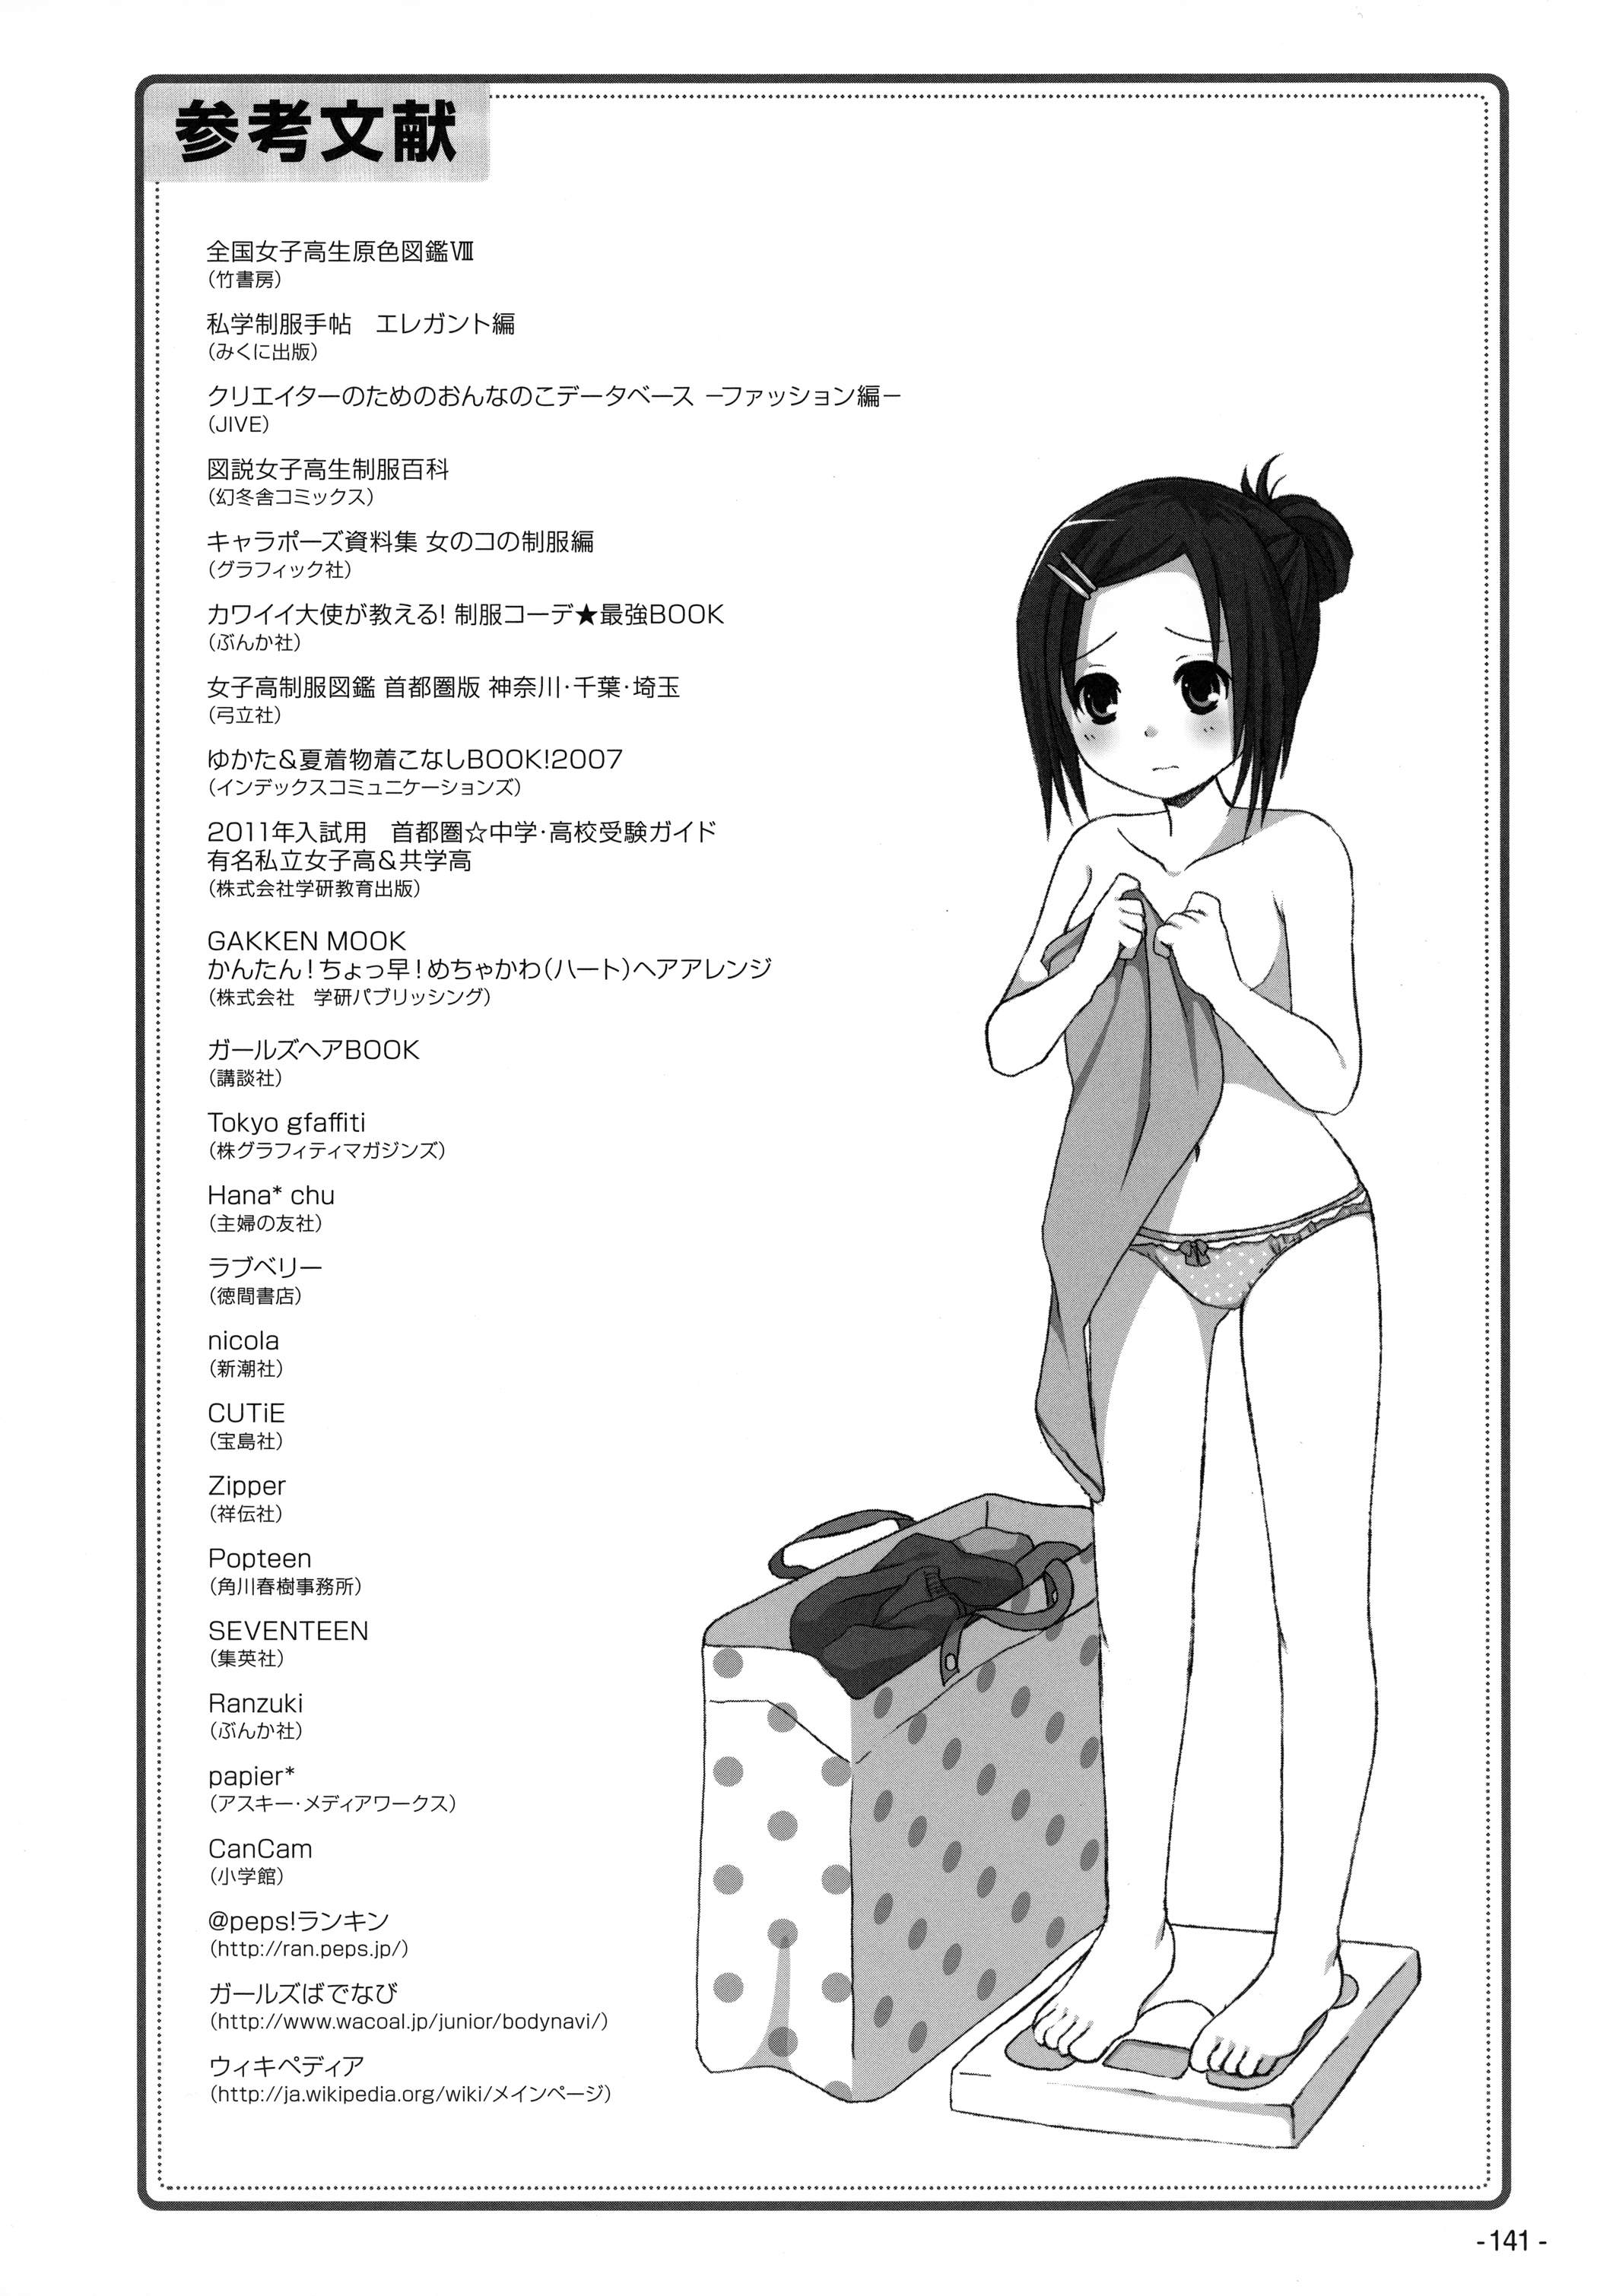 参考文献
全国女子高生原色図鑑Ⅷ
(竹書房)
私学制服手帖　エレガント編
(みくに出版)
クリエイターのためのおんなのこデータベース －ファッション編－
(JIVE)
図説女子高生制服百科
(幻冬舎コミックス)
キャラポーズ資料集 女のコの制服編
(グラフィック社)
カワイイ大使が教える! 制服コーデ★最強BOOK
(ぶんか社)
女子高制服図鑑 首都圏版 神奈川・千葉・埼玉
(弓立社)
ゆかた＆夏着物着こなしBOOK!2007
(インデックスコミュニケーションズ)
2011年入試用　首都圏☆中学・高校受験ガイド
有名私立女子高＆共学高
(株式会社学研教育出版)
GAKKEN MOOK
かんたん！ちょっ早！めちゃかわ(ハート)ヘアアレンジ
(株式会社　学研パブリッシング)
ガールズヘアBOOK
(講談社)
Tokyo gfaffiti
(株グラフィティマガジンズ)
Hana* chu
(主婦の友社)
ラブベリー
(徳間書店)
nicola
(新潮社)
CUTiE
(宝島社)
Zipper
(祥伝社)
Popteen
(角川春樹事務所)
SEVENTEEN
(集英社)
Ranzuki
(ぶんか社)
papier*
(アスキー・メディアワークス)
CanCam
(小学館)
@peps!ランキン
(http://ran.peps.jp/)
ガールズばでなび
(http://www.wacoal.jp/junior/bodynavi/)
ウィキペディア
(http://ja.wikipedia.org/wiki/メインページ)
- 141 -